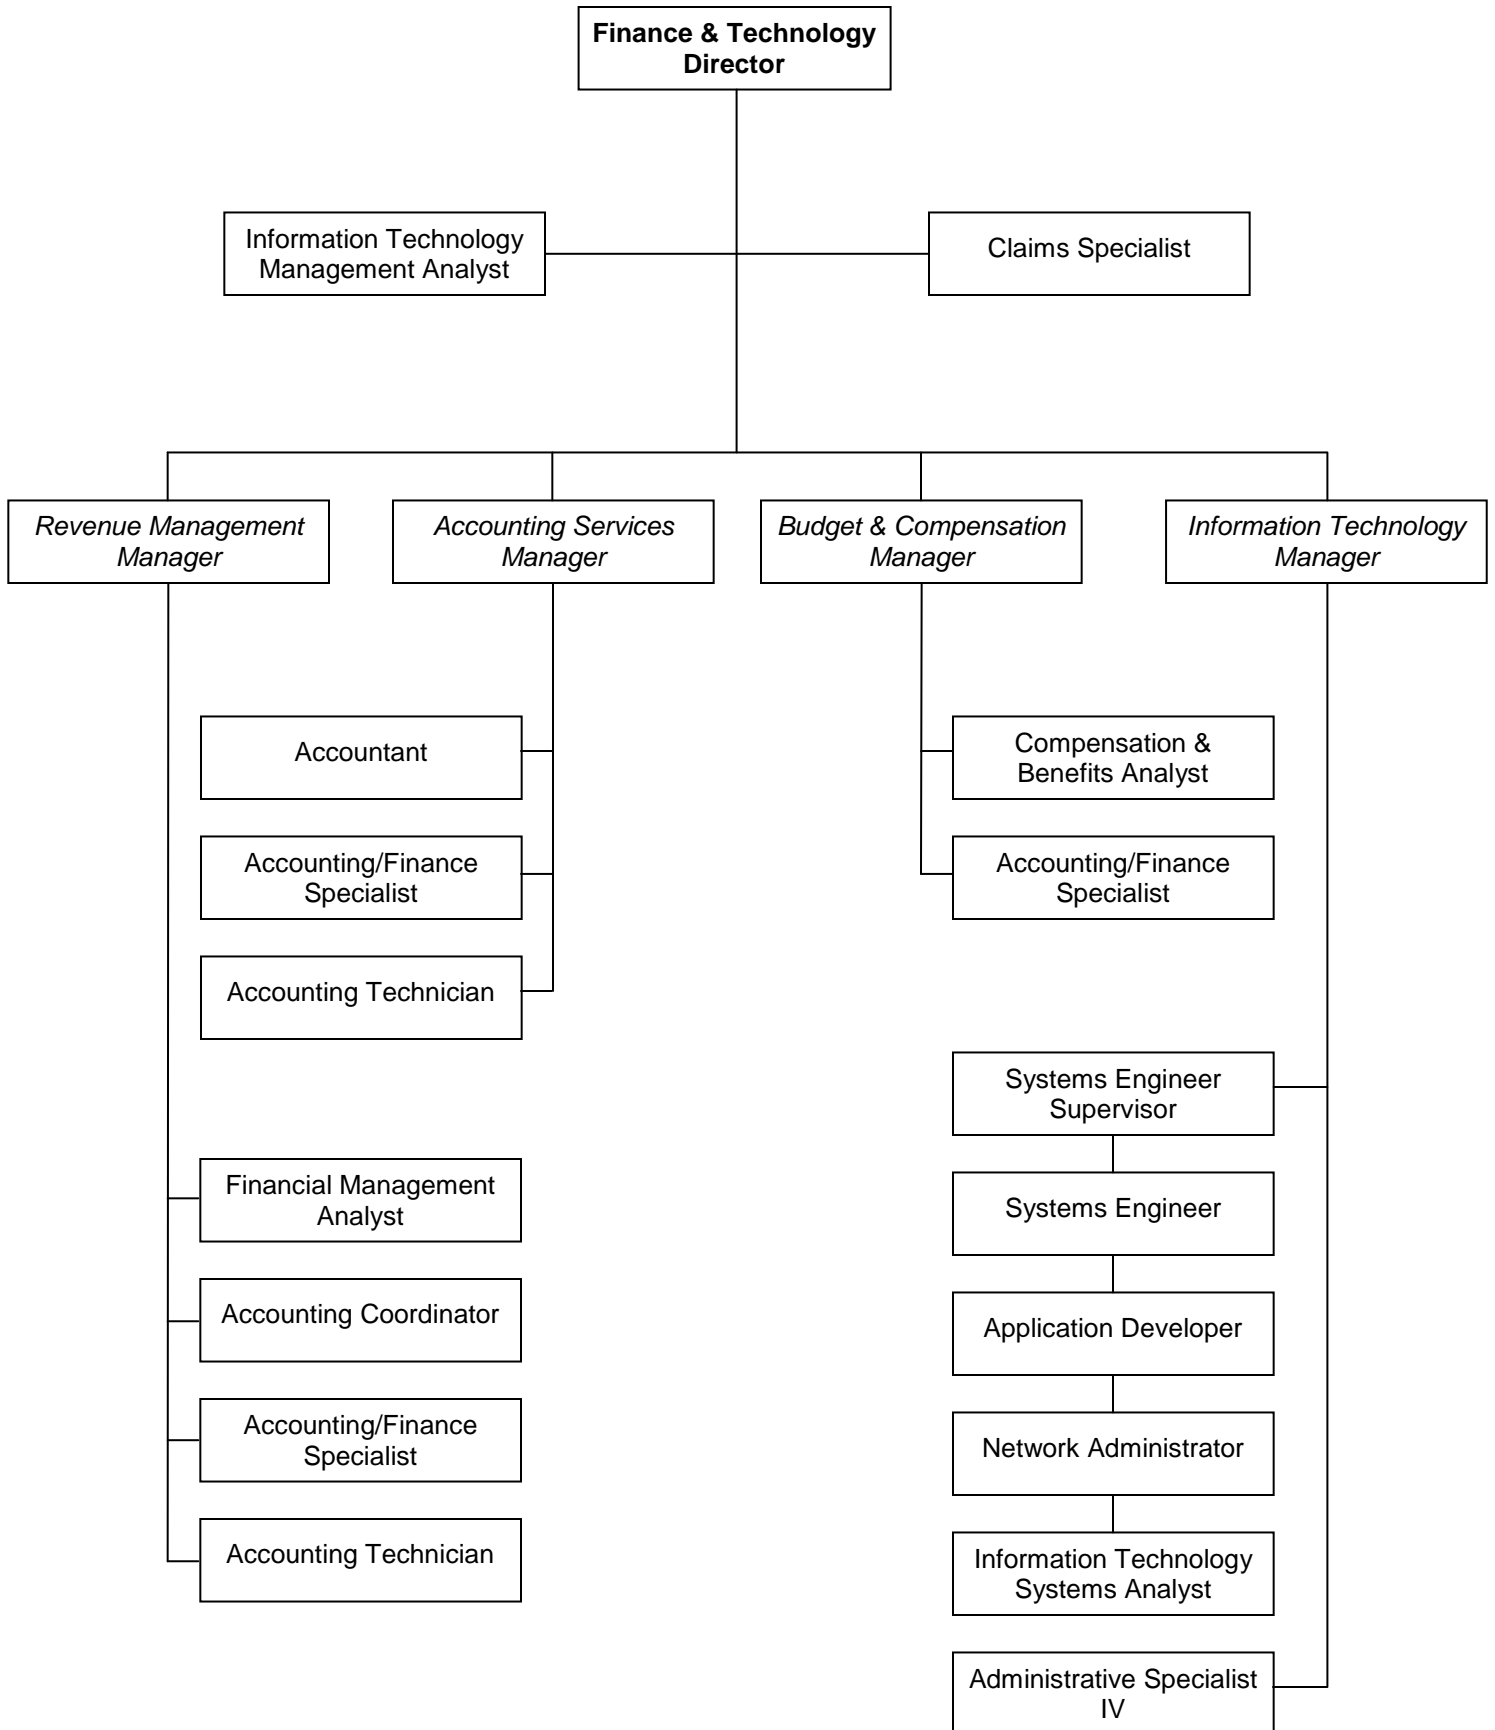 Finance & Technology
Director
Information Technology
Management Analyst
Claims Specialist
Revenue Management
Manager
Accounting Services
Manager
Budget & Compensation
Manager
Information Technology
Manager
Accountant
Accounting/Finance
Specialist
Accounting Technician
Compensation &
Benefits Analyst
Accounting/Finance
Specialist
Financial Management
Analyst
Accounting Coordinator
Accounting/Finance
Specialist
Accounting Technician
Systems Engineer
Supervisor
Systems Engineer
Application Developer
Network Administrator
Information Technology
Systems Analyst
Administrative Specialist
IV